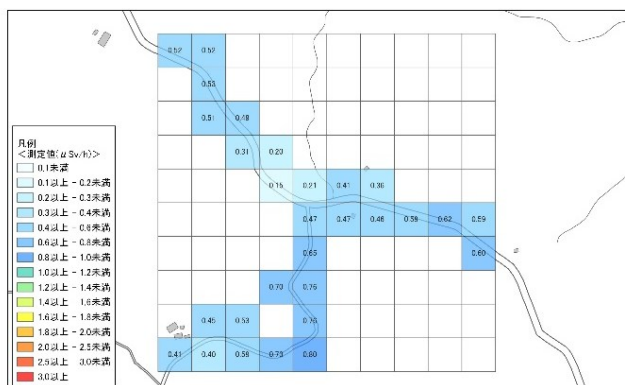 0.52 0.52
0.53
0.51 0.48
0.31 0.20
0.15 0.21 0.41 0.36
0.47 0.47 0.46 0.59 0.62 0.59
0.65 0.60
0.70 0.76
0.45 0.53 0.76
0.41 0.40 0.56 0.70 0.80
凡例
<測定値(μSv/h)>
0.1未満
0.1以上 - 0.2未満
0.2以上 - 0.3未満
0.3以上 - 0.4未満
0.4以上 - 0.6未満
0.6以上 - 0.8未満
0.8以上 - 1.0未満
1.0以上 - 1.2未満
1.2以上 - 1.4未満
1.4以上 1.6未満
1.6以上 - 1.8未満
1.8以上 - 2.0未満
2.0以上 - 2.5未満
2.5以上 3.0未満
3.0以上